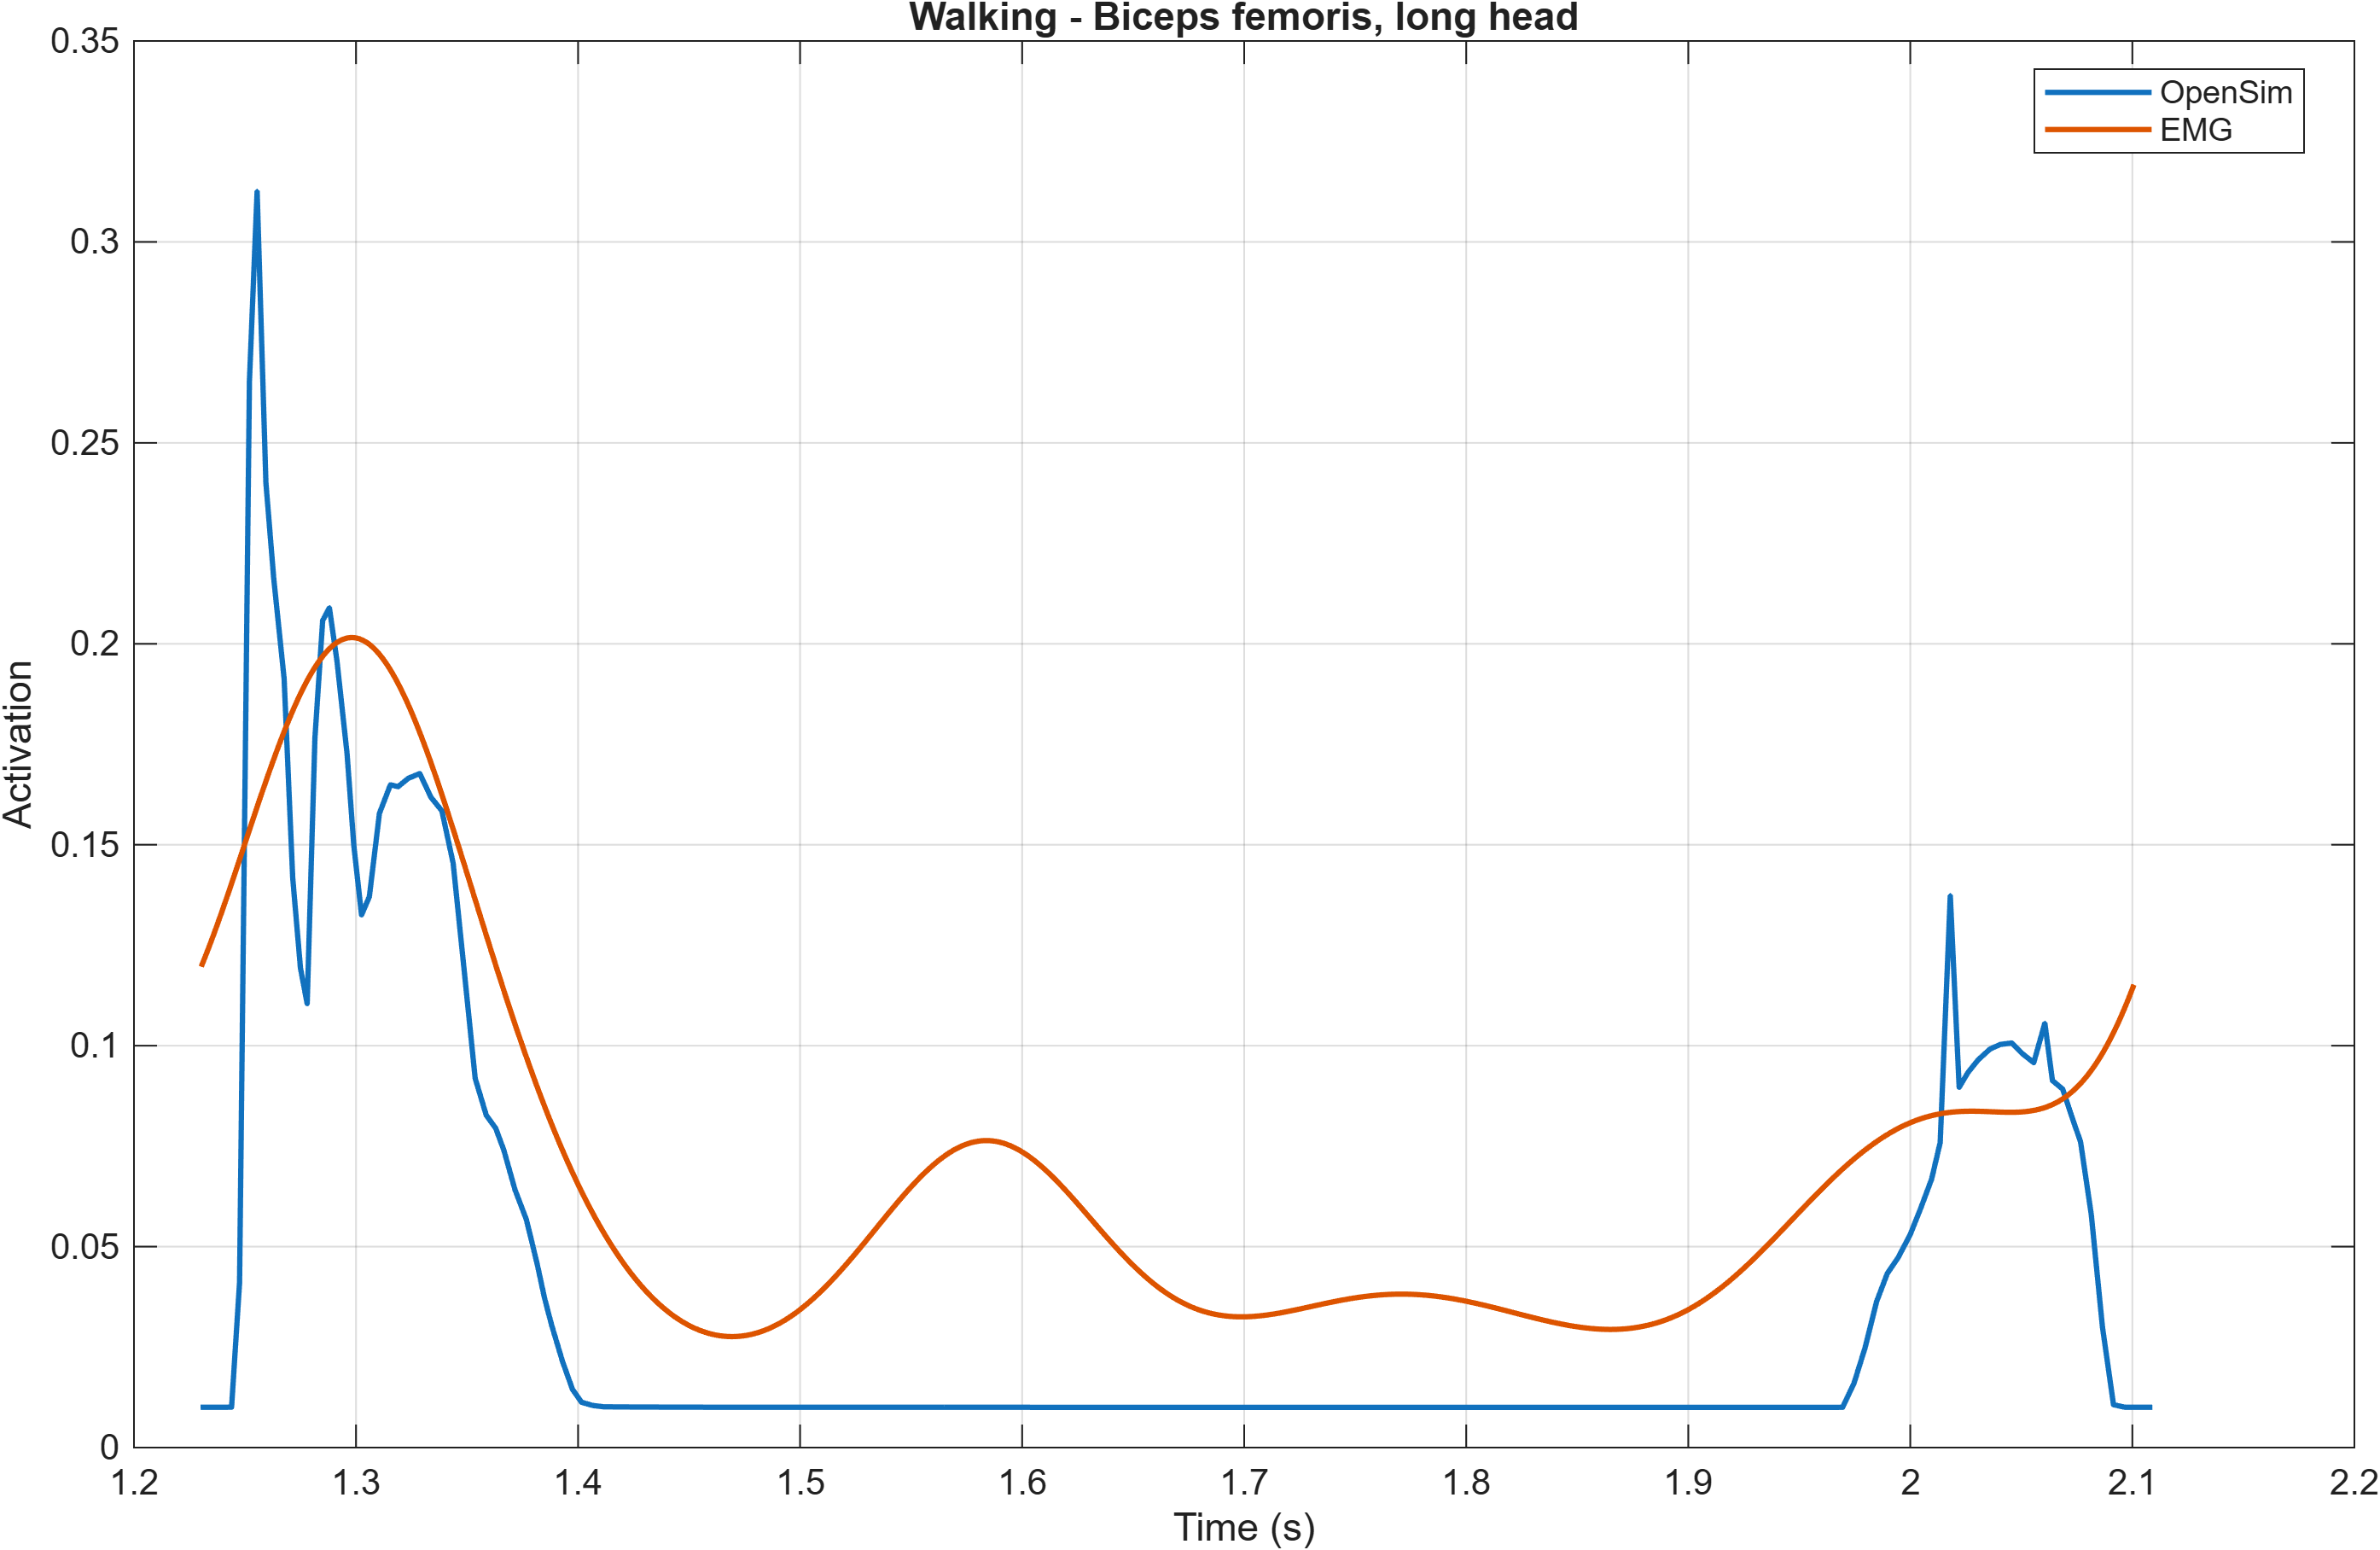 Walking - Biceps femoris, long head
0.35
0.3
0.25
0.2
0.15
0.1
0.05
0
Activation
OpenSim
EMG
1.2 1.3 1.4 1.5 1.6 1.7 1.8 1.9 2 2.1 2.2
Time (s)